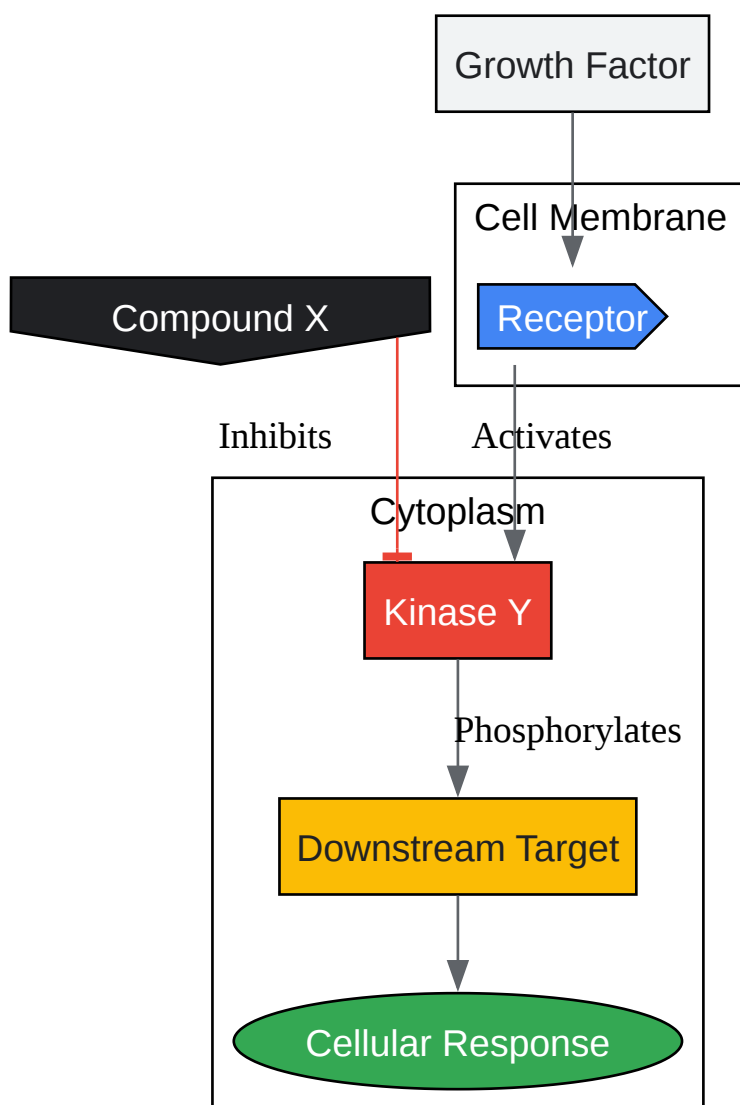 Growth Factor
Cell Membrane
Compound X
Receptor
Inhibits
Activates
Cytoplasm
Kinase Y
Phosphorylates
Downstream Target
Cellular Response